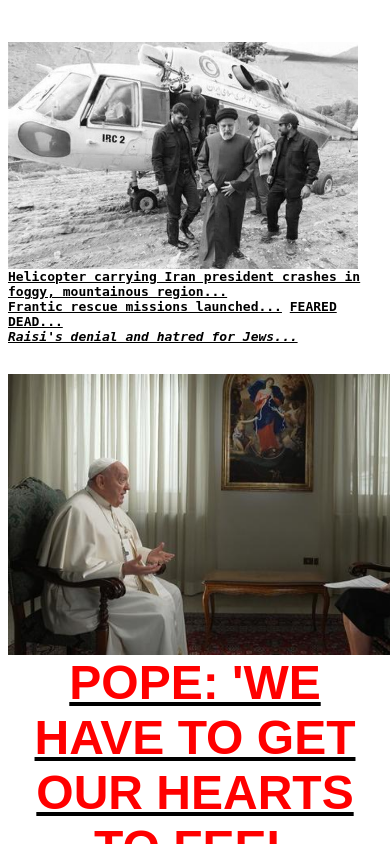 IRC 2
Helicopter carrying Iran president crashes in
foggy, mountainous region...
Frantic rescue missions launched... FEARED
DEAD...
Raisi's denial and hatred for Jews...
POPE: 'WE
HAVE TO GET
OUR HEARTS
TO FEEL